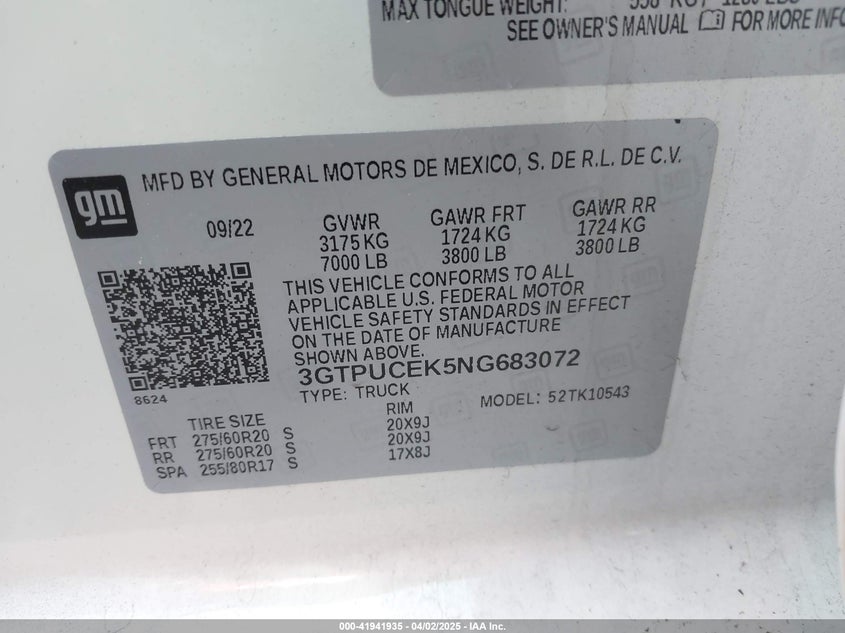 MAX TONGUE WEIGHT:
SEE OWNER'S MANUAL FOR MORE INFO
gm
MFD BY GENERAL MOTORS DE MEXICO, S. DE R.L. DE C.V.
09/22 GVWR GAWR FRT GAWR RR
3175 KG 1724 KG 1724 KG
7000 LB 3800 LB 3800 LB
THIS VEHICLE CONFORMS TO ALL
APPLICABLE U.S. FEDERAL MOTOR
VEHICLE SAFETY STANDARDS IN EFFECT
ON THE DATE OF MANUFACTURE
SHOWN ABOVE.
3GTPUCEK5NG683072
8624
TYPE: TRUCK MODEL: 52TK10543
TIRE SIZE RIM
FRT 275/60R20 S 20X9J
RR 275/60R20 S 20X9J
SPA 255/80R17 S 17X8J
000-41941935 - 04/02/2025 - IAA Inc.